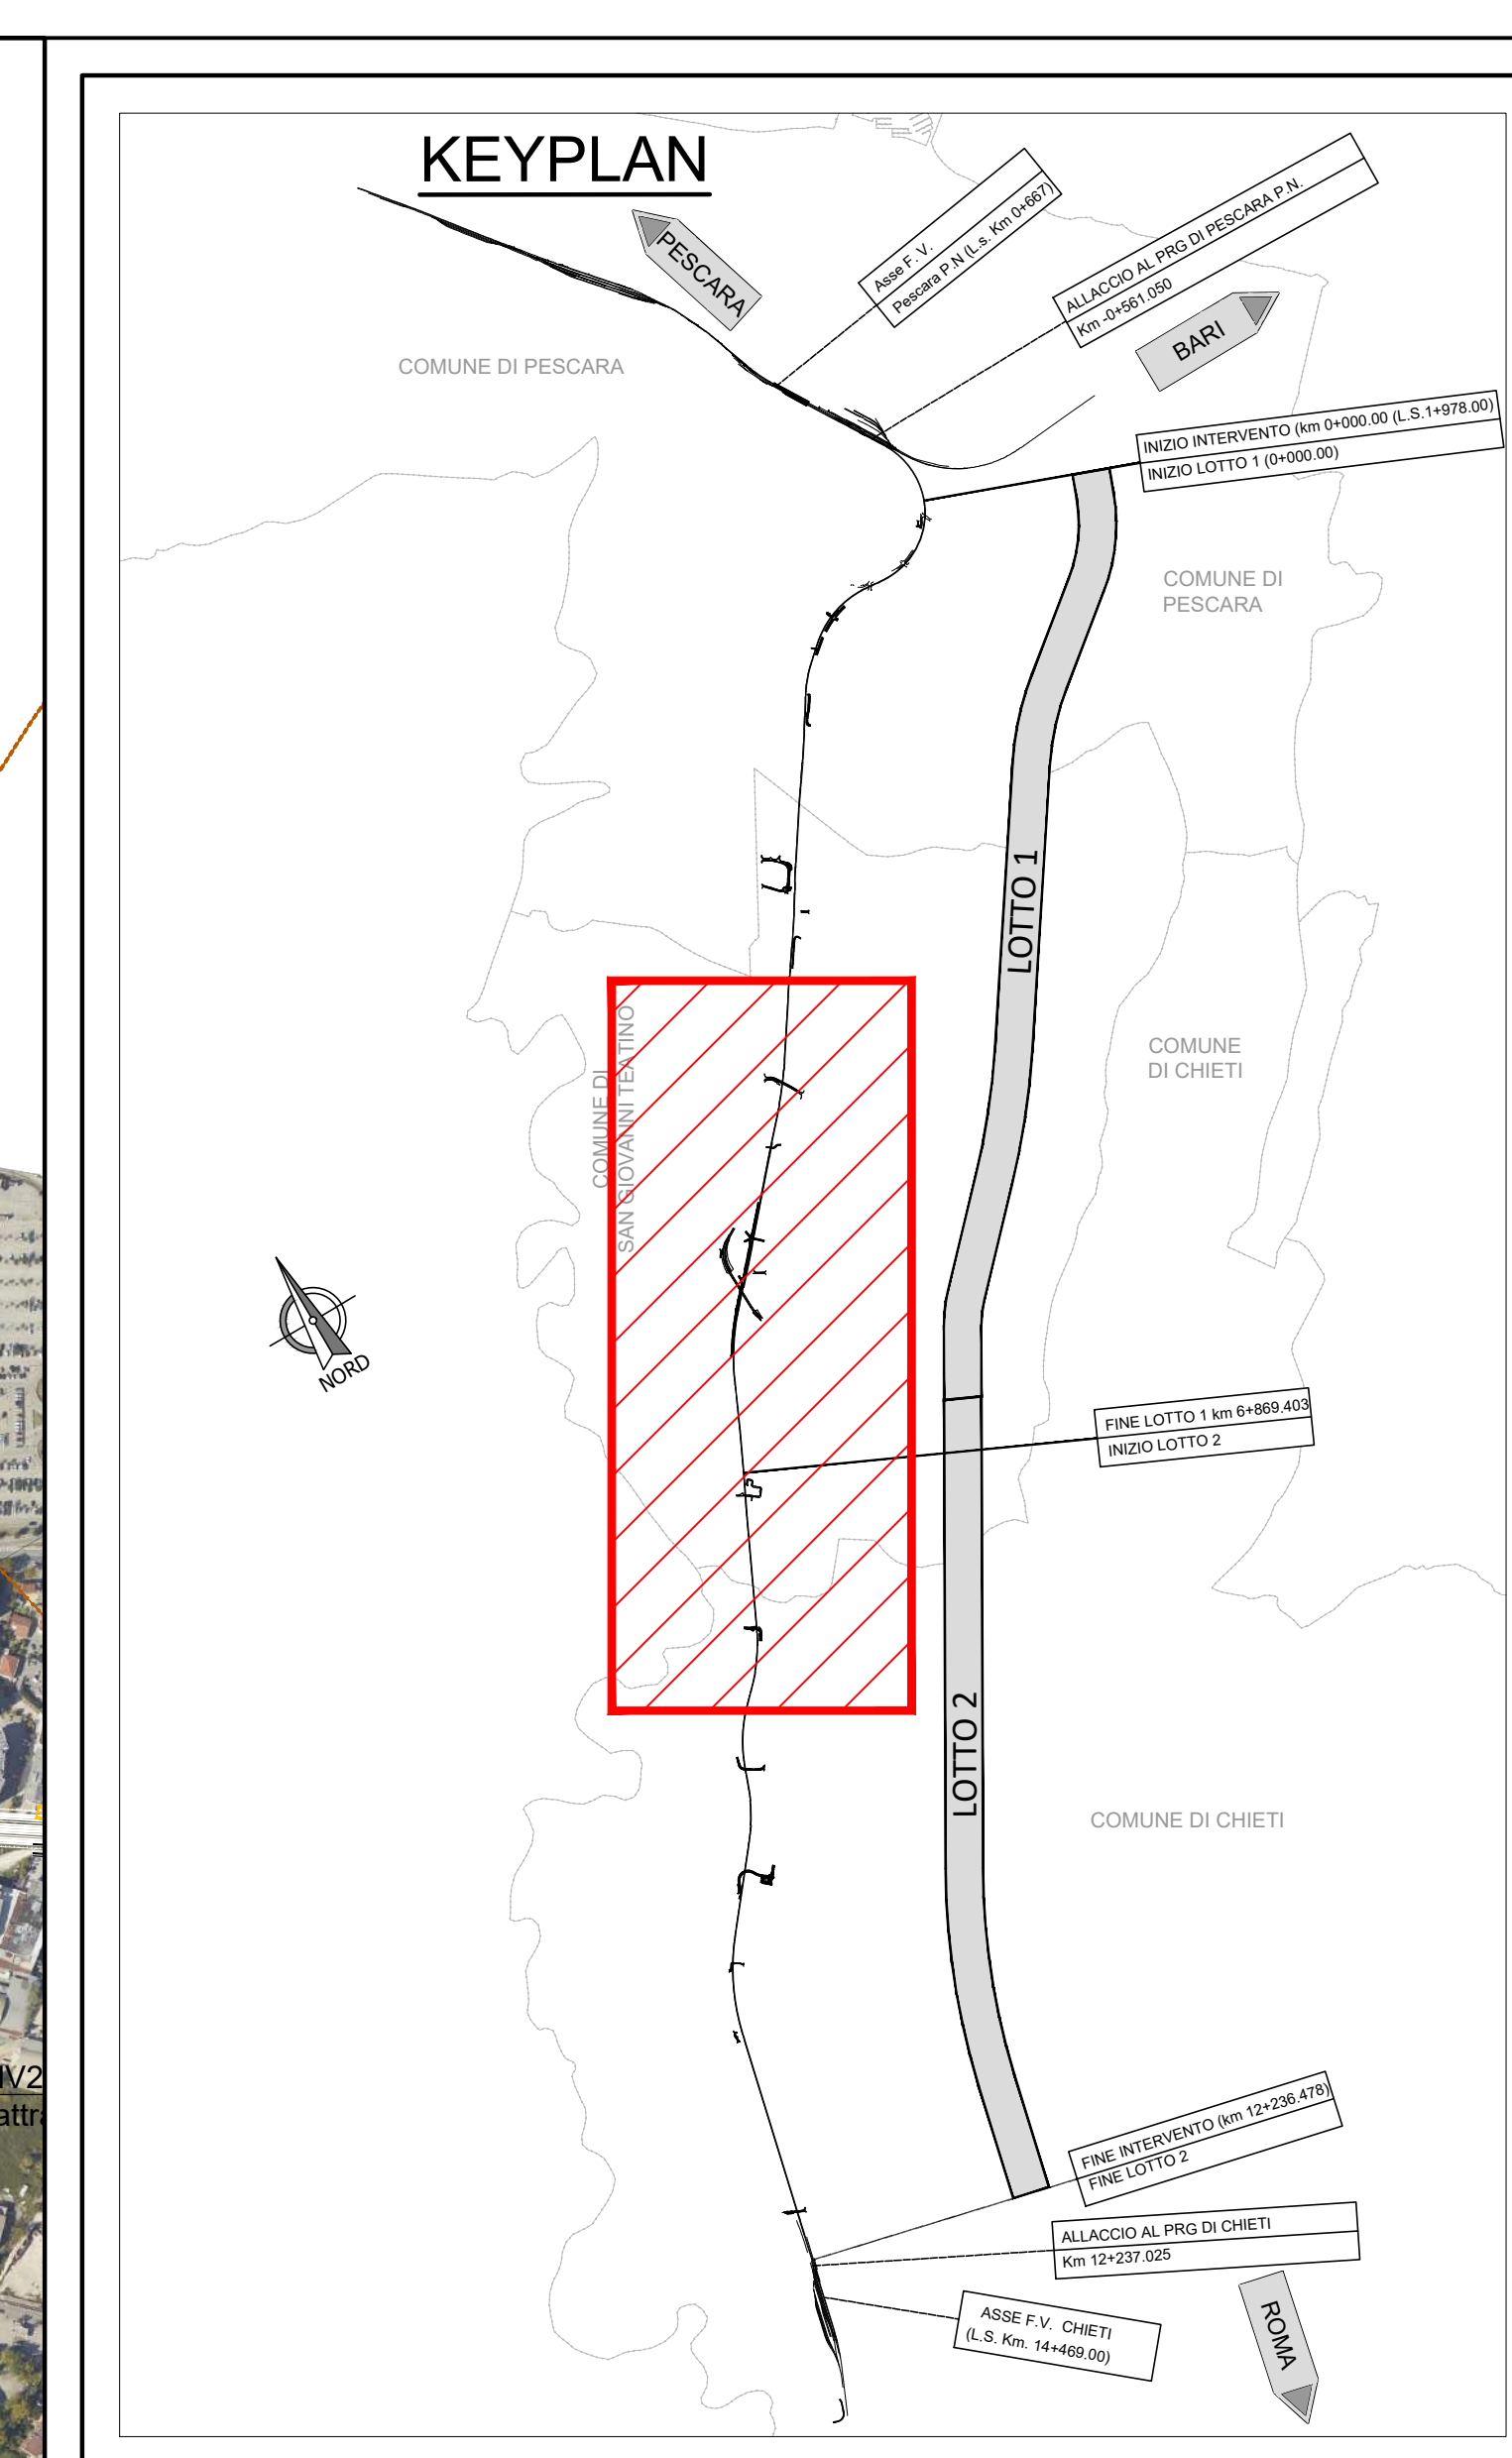 KEYPLAN
PESCARA
Asse F. V.
Pescara P.N (L.s. Km 0+667)
ALLACCIO AL PRG DI PESCARA P.N.
Km -0+561.050
BARI
COMUNE DI PESCARA
INIZIO INTERVENTO (km 0+000.00 (L.S.1+978.00)
INIZIO LOTTO 1 (0+000.00)
COMUNE DI
PESCARA
LOTTO 1
COMUNE DI
SAN GIOVANNI TEATINO
COMUNE
DI CHIETI
NORD
FINE LOTTO 1 km 6+869.403
INIZIO LOTTO 2
LOTTO 2
COMUNE DI CHIETI
IV2
attra
FINE INTERVENTO (km 12+236.478)
FINE LOTTO 2
ALLACCIO AL PRG DI CHIETI
Km 12+237.025
ASSE F.V. CHIETI
(L.S. Km. 14+469.00)
ROMA